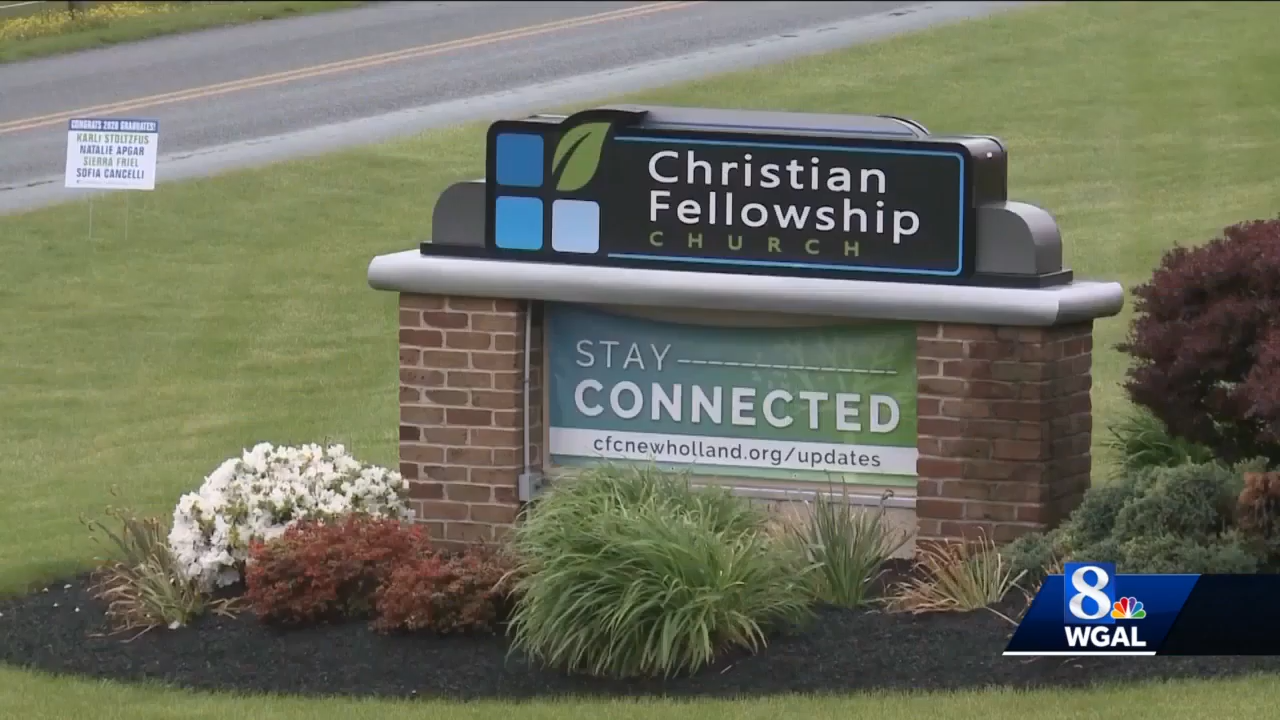 CONGRATS 2020 GRADUATES!
KARLI STOLTZFUS
NATALIE APGAR
SIERRA FRIEL
SOFIA CANCELLI
Christian
Fellowship
CHURCH
STAY
CONNECTED
cfcnewholland.org/updates
8
WGAL